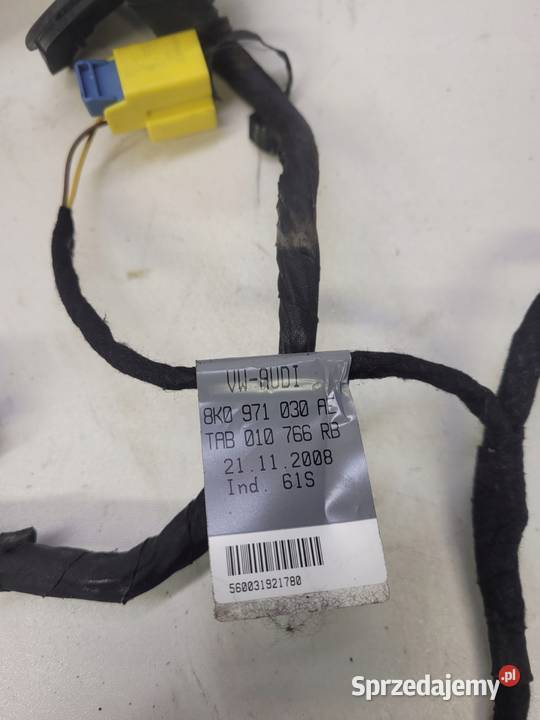 VW-AUDI
8K0 971 030 AE
TAB 010 766 RB
21.11.2008
Ind. 61S
560031921780
Sprzedajemy.pl